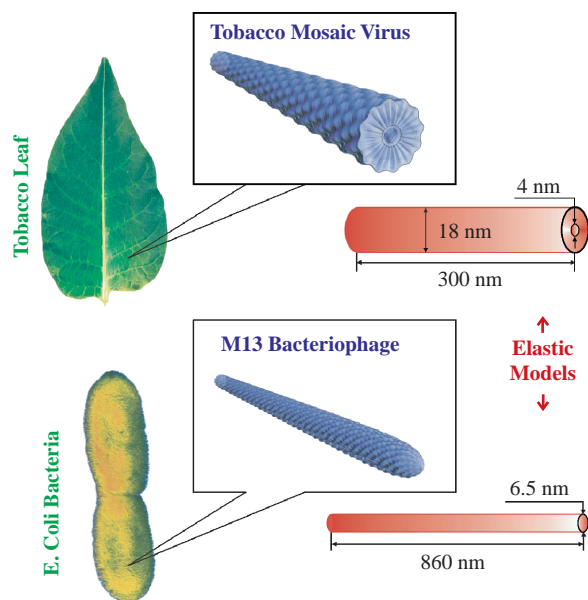 Tobacco Mosaic Virus
Tobacco Leaf
4 nm
18 nm
300 nm
M13 Bacteriophage
Elastic
Models
E. Coli Bacteria
6.5 nm
860 nm